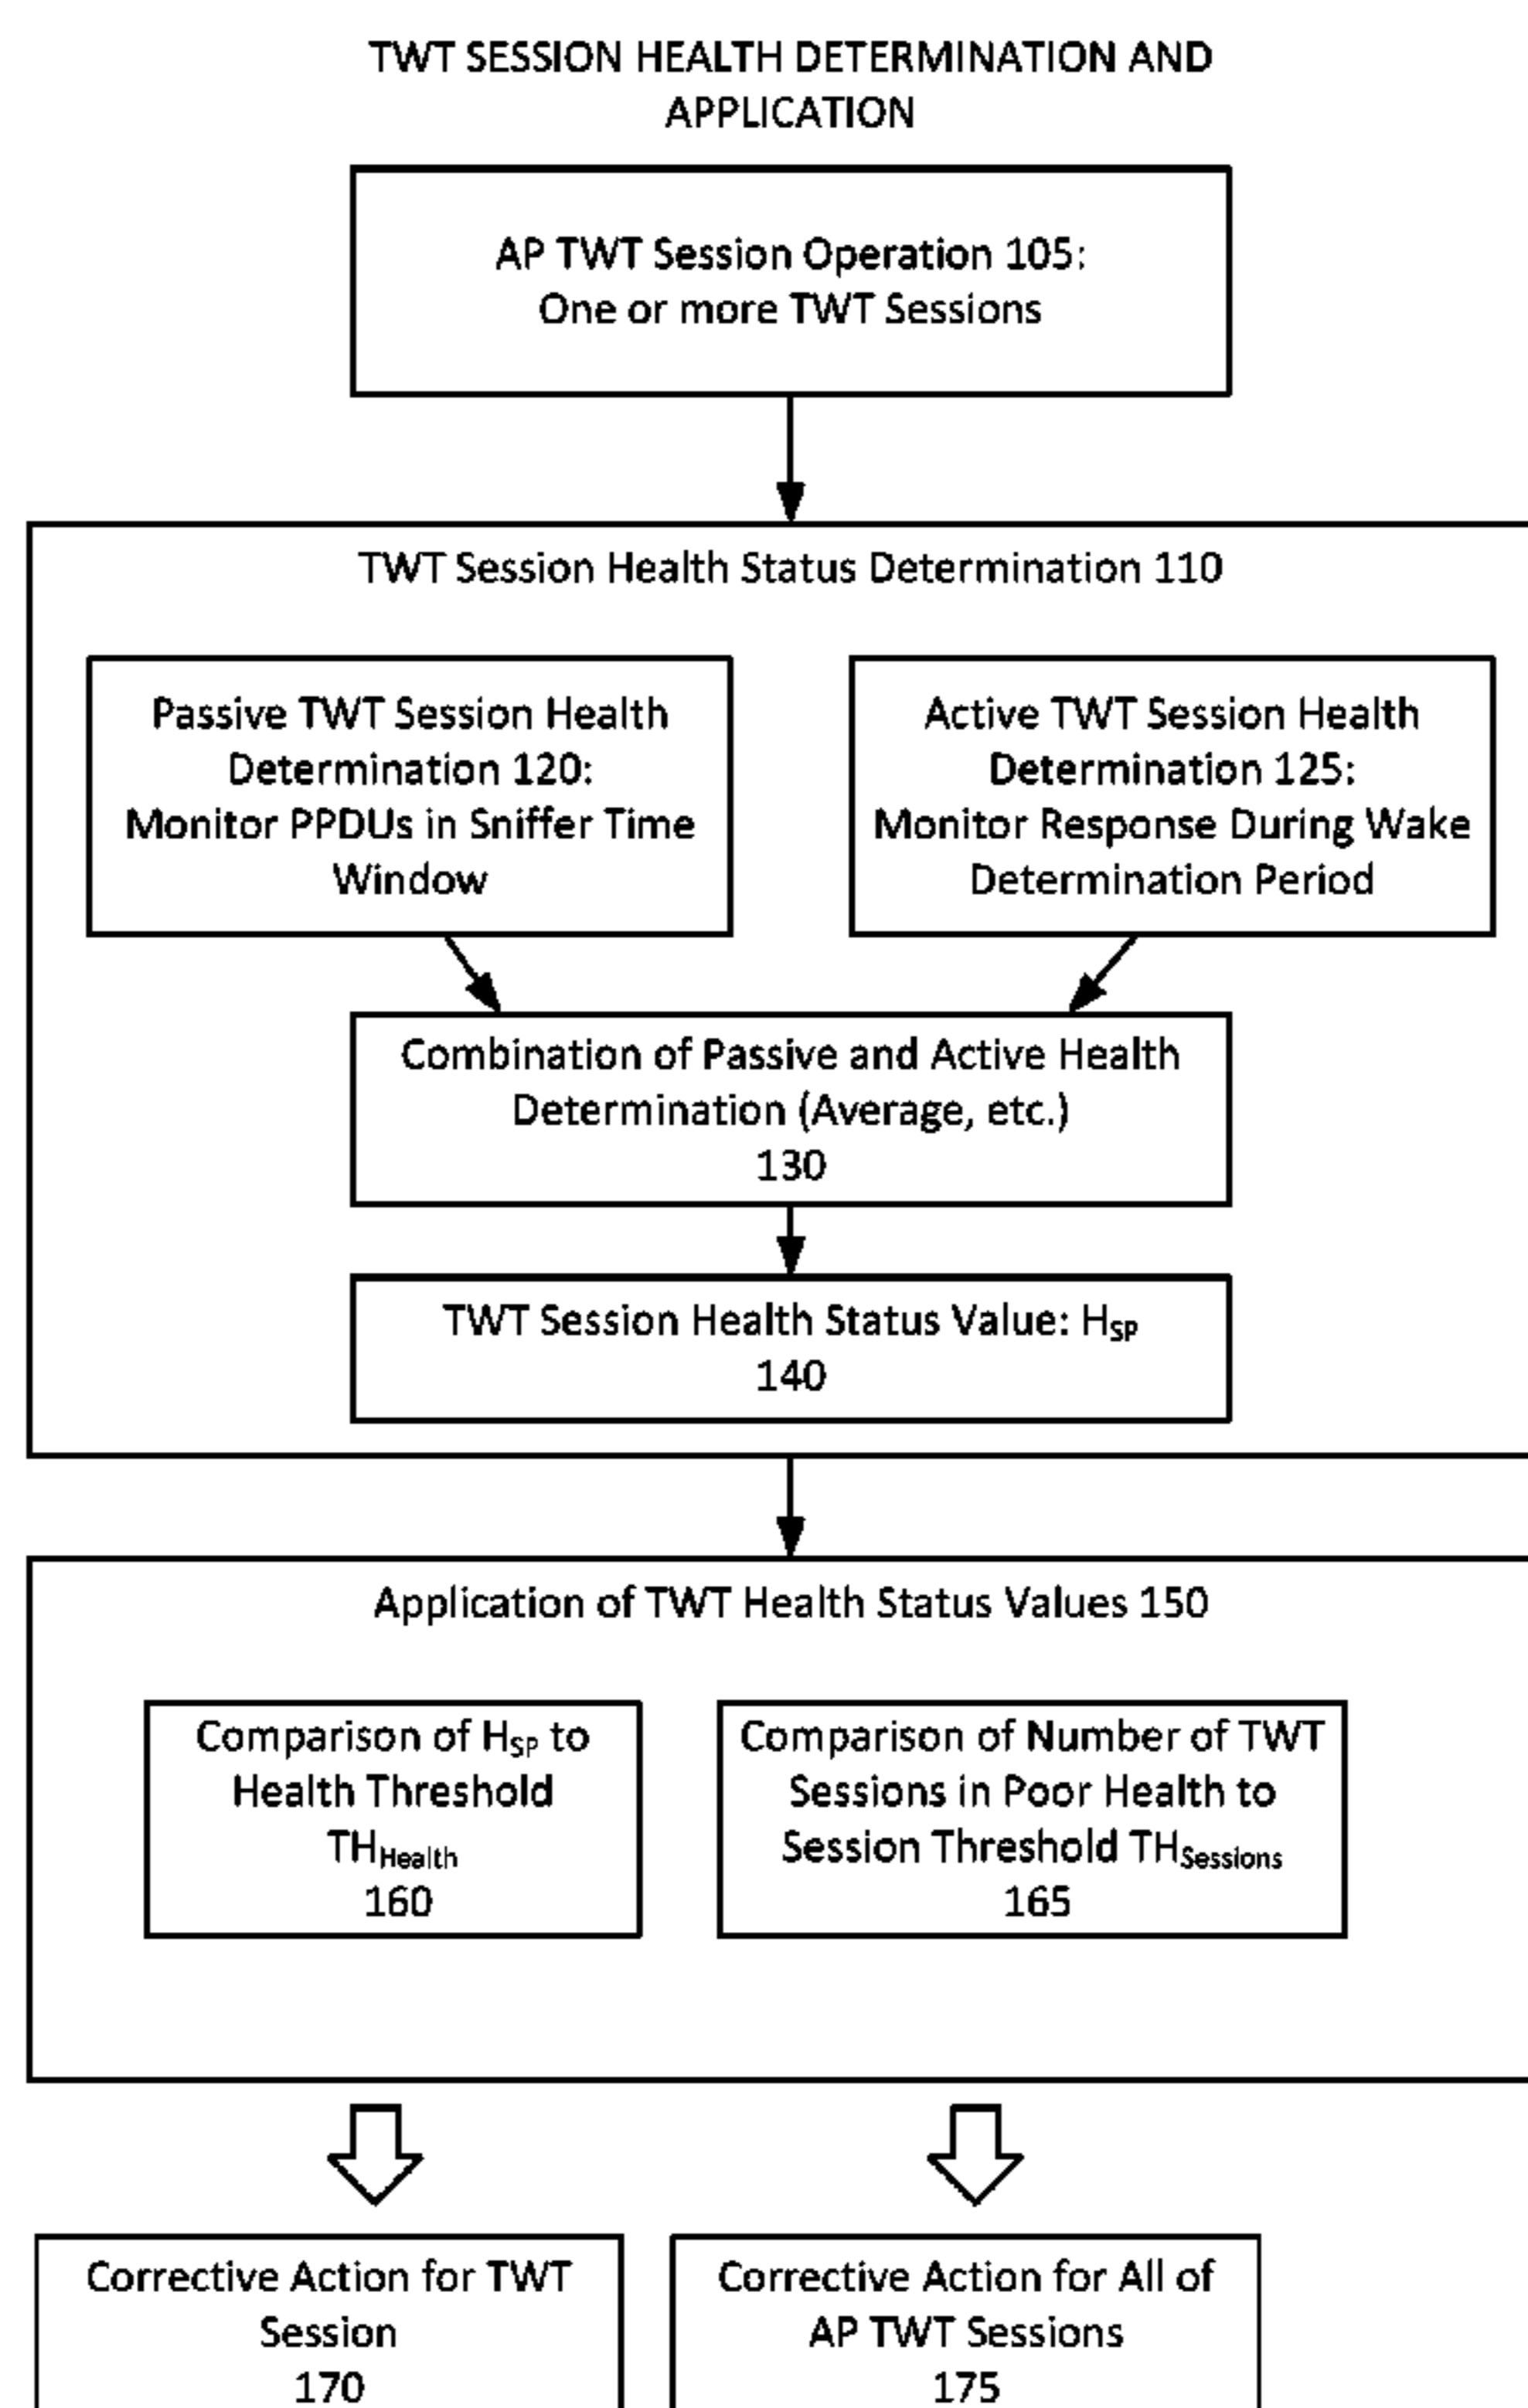 TWT SESSION HEALTH DETERMINATION AND
APPLICATION
AP TWT Session Operation 105:
One or more TWT Sessions
TWT Session Health Status Determination 110
Passive TWT Session Health
Determination 120:
Monitor PPDUs in Sniffer Time
Window
Active TWT Session Health
Determination 125:
Monitor Response During Wake
Determination Period
Combination of Passive and Active Health
Determination (Average, etc.)
130
TWT Session Health Status Value: HSP
140
Application of TWT Health Status Values 150
Comparison of HSP to
Health Threshold
THHealth
160
Comparison of Number of TWT
Sessions in Poor Health to
Session Threshold THSessions
165
Corrective Action for TWT
Session
170
Corrective Action for All of
AP TWT Sessions
175